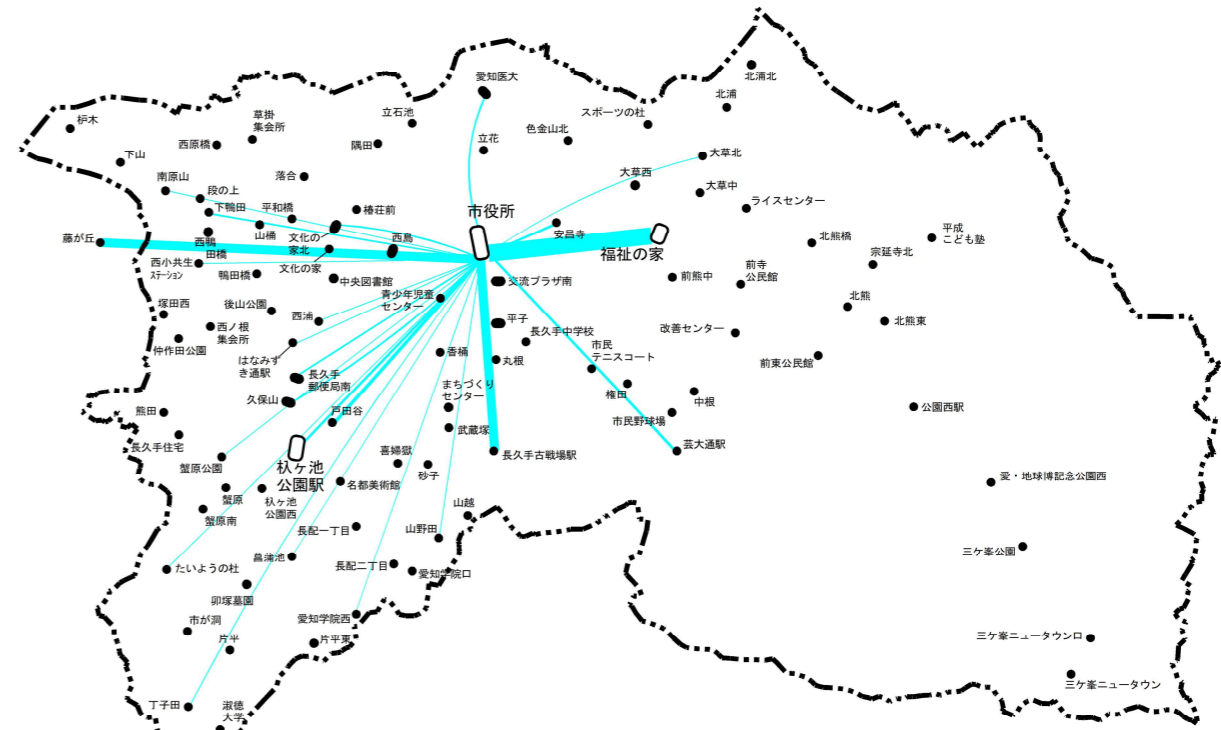 北浦北
愛知医大
北浦
スポーツの杜
立石池
草掛
集会所
枦木
色金山北
立花
西原橋
隅田
下山
大草北
南原山
落合
大草西
段の上
大草中
ライスセンター
下鴨田
平和橋
椿荘前
市役所
藤が丘
西鴨
田橋
山桶
文化の
家北
西島
安昌寺
福祉の家
北熊橋
平成
こども塾
宗延寺北
西小共生
ステーション
鴨田橋
文化の家
中央図書館
交流プラザ南
前熊中
前寺
公民館
青少年児童
センター
塚田西
後山公園
西浦
北熊
北熊東
西ノ根
集会所
平子
長久手中学校
改善センター
仲作田公園
はなみず
き通駅
香桶
丸根
市民
テニスコート
前東公民館
長久手
郵便局南
まちづくり
センター
権田
中根
久保山
戸田谷
市民野球場
公園西駅
熊田
武蔵塚
長久手住宅
杁ヶ池
公園駅
喜婦嶽
長久手古戦場駅
芸大通駅
蟹原公園
砂子
名都美術館
愛・地球博記念公園西
蟹原
杁ヶ池
公園西
蟹原南
山越
長配一丁目
山野田
三ケ峯公園
菖蒲池
たいようの杜
長配二丁目
愛知学院口
卯塚墓園
市が洞
愛知学院西
片平
片平東
三ケ峯ニュータウン口
三ケ峯ニュータウン
丁子田
淑徳
大学